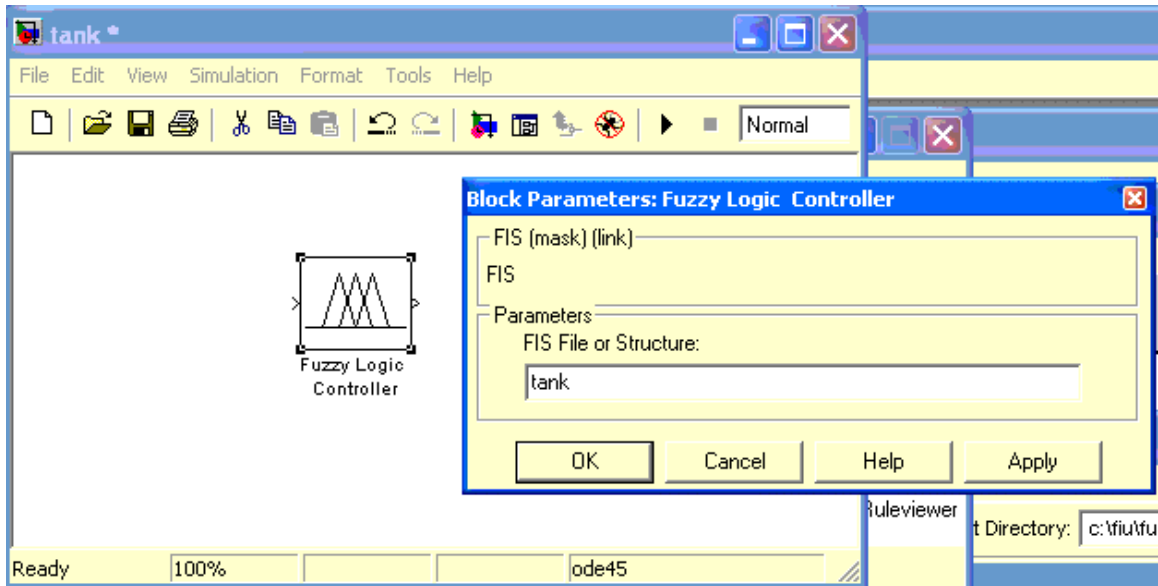 tank *
File Edit View Simulation Format Tools Help
Normal
Block Parameters: Fuzzy Logic Controller
FIS (mask) (link)
FIS
Parameters
FIS File or Structure:
tank
OK Cancel Help Apply
Fuzzy Logic
Controller
Ruleviewer
t Directory: c:\fiu\fu
Ready 100% ode45